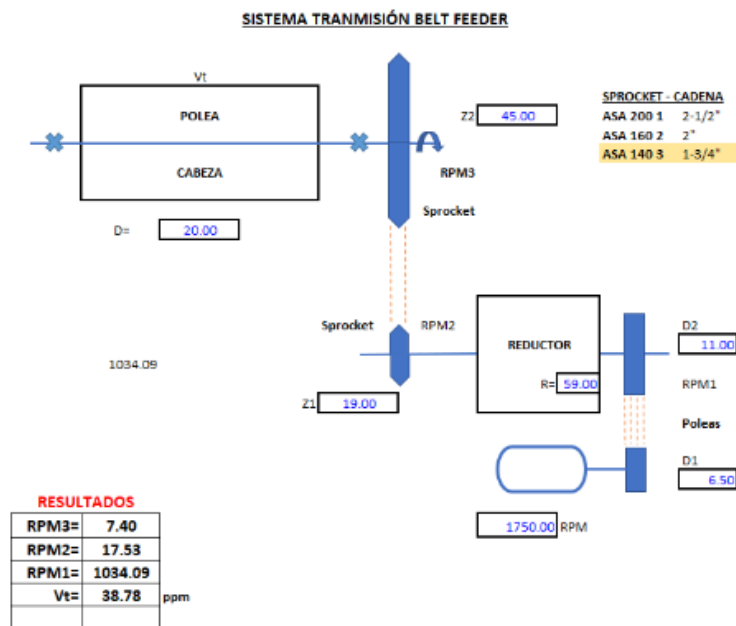 SISTEMA TRANMISIÓN BELT FEEDER
Vt
POLEA
CABEZA
D= 20.00
Z2 45.00
RPM3
Sprocket
SPROCKET - CADENA
ASA 200 1 2-1/2"
ASA 160 2 2"
ASA 140 3 1-3/4"
Sprocket RPM2
REDUCTOR
R= 59.00
D2
11.00
RPM1
1034.09
Z1 19.00
Poleas
D1
6.50
1750.00 RPM
RESULTADOS
RPM3= 7.40
RPM2= 17.53
RPM1= 1034.09
Vt= 38.78 ppm